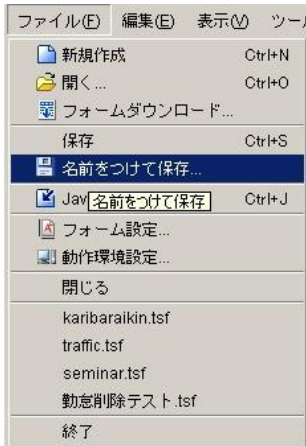 ファイル(F) 編集(E) 表示(V) ツー
新規作成 Ctrl+N
開く... Ctrl+O
フォームダウンロード...
保存 Ctrl+S
名前をつけて保存...
Jav 名前をつけて保存 Ctrl+J
フォーム設定...
動作環境設定...
閉じる
karibaraikin.tsf
traffic.tsf
seminar.tsf
勤怠削除テスト.tsf
終了